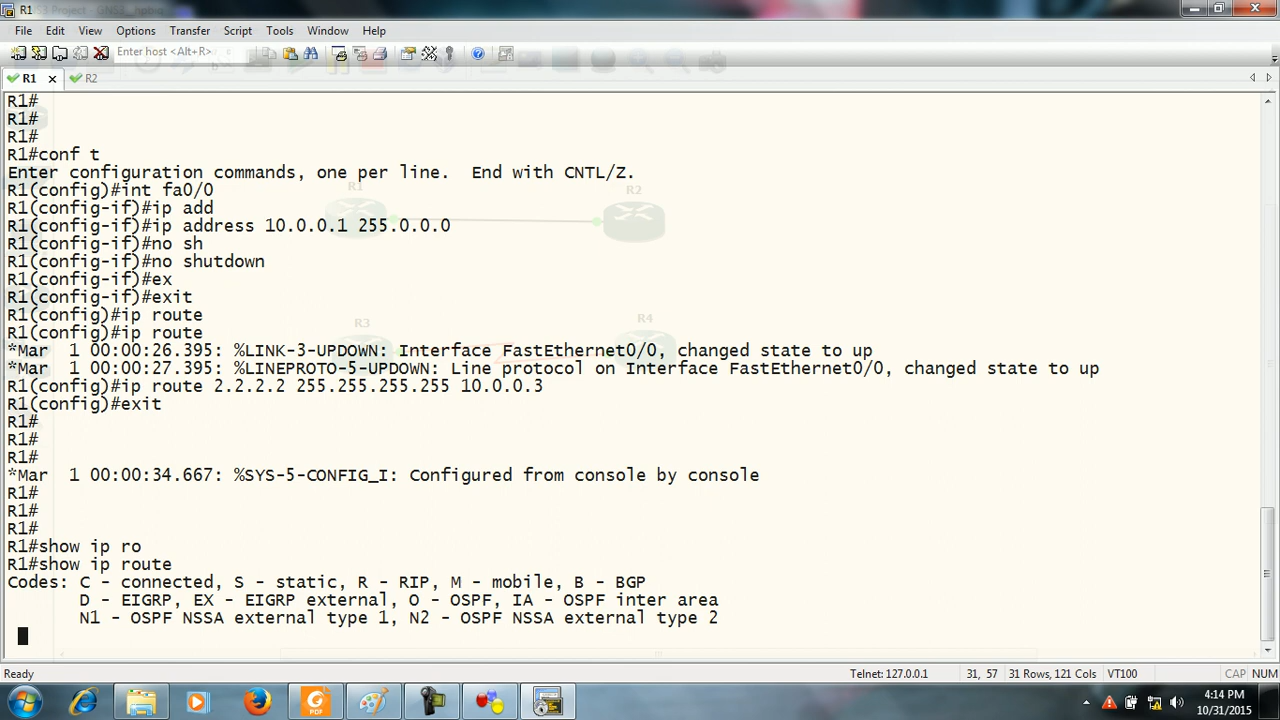 R1
File Edit View Options Transfer Script Tools Window Help
Enter host <Alt+R>
R1 R2
R1#
R1#
R1#
R1#conf t
Enter configuration commands, one per line.  End with CNTL/Z.
R1(config)#int fa0/0
R1 R2
R1(config-if)#ip add
R1(config-if)#ip address 10.0.0.1 255.0.0.0
R1(config-if)#no sh
R1(config-if)#no shutdown
R1(config-if)#ex
R1(config-if)#exit
R1(config)#ip route
R3 R4
R1(config)#ip route
*Mar  1 00:00:26.395: %LINK-3-UPDOWN: Interface FastEthernet0/0, changed state to up
*Mar  1 00:00:27.395: %LINEPROTO-5-UPDOWN: Line protocol on Interface FastEthernet0/0, changed state to up
R1(config)#ip route 2.2.2.2 255.255.255.255 10.0.0.3
R1(config)#exit
R1#
R1#
R1#
*Mar  1 00:00:34.667: %SYS-5-CONFIG_I: Configured from console by console
R1#
R1#
R1#
R1#show ip ro
R1#show ip route
Codes: C - connected, S - static, R - RIP, M - mobile, B - BGP
D - EIGRP, EX - EIGRP external, O - OSPF, IA - OSPF inter area
N1 - OSPF NSSA external type 1, N2 - OSPF NSSA external type 2
Ready Telnet: 127.0.0.1 31, 57 31 Rows, 121 Cols VT100 CAP NUM
PDF
4:14 PM
10/31/2015